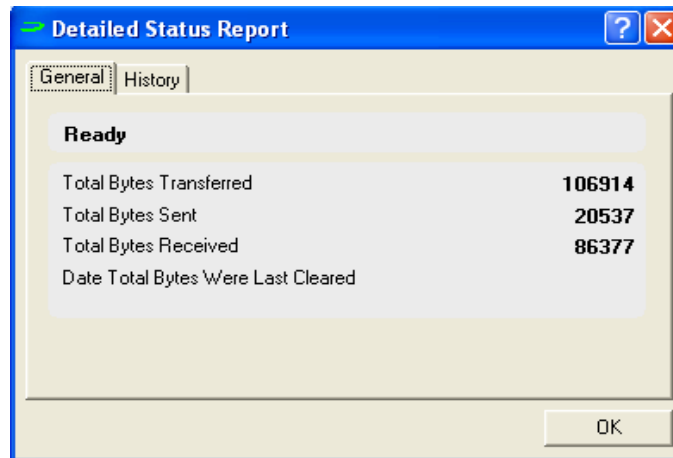 Detailed Status Report
General History
Ready
Total Bytes Transferred 106914
Total Bytes Sent 20537
Total Bytes Received 86377
Date Total Bytes Were Last Cleared
OK